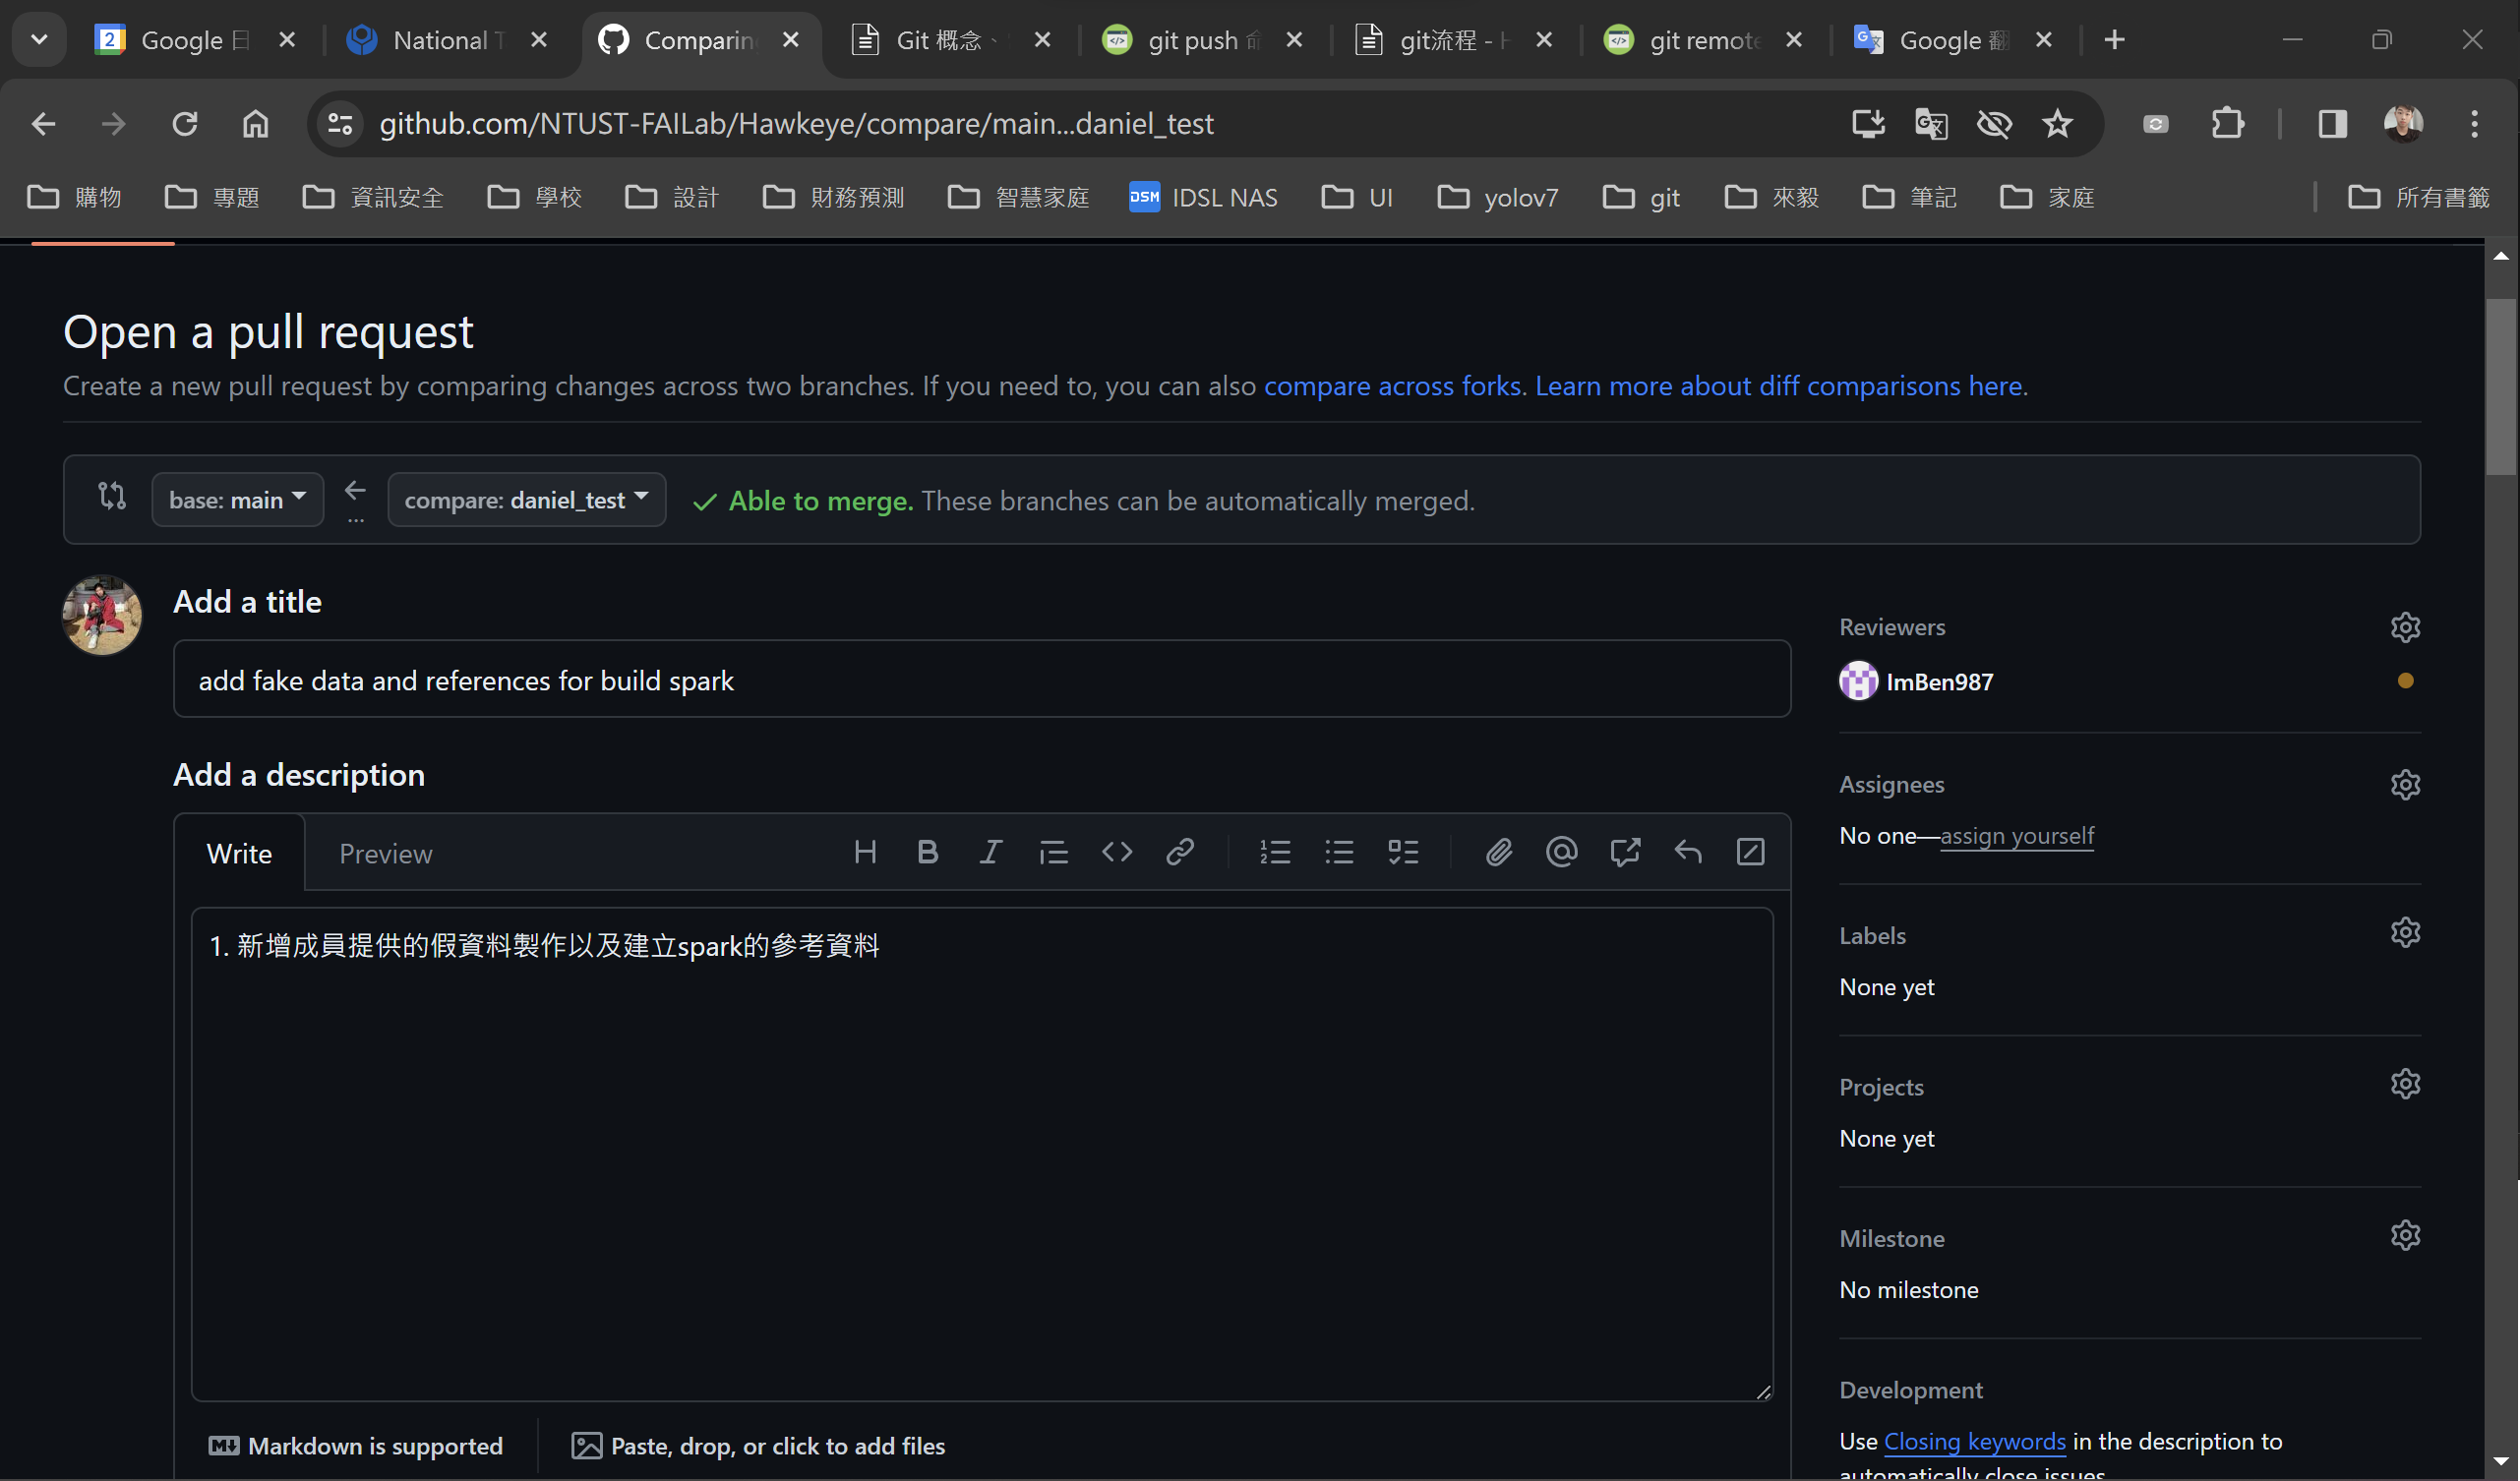 Google 日
National T
Comparin
Git 概念、
git push 命
git流程 - H
git remote
Google 翻
github.com/NTUST-FAILab/Hawkeye/compare/main...daniel_test
購物
專題
資訊安全
學校
設計
財務預測
智慧家庭
DSM
IDSL NAS
UI
yolov7
git
來毅
筆記
家庭
所有書籤
Open a pull request
Create a new pull request by comparing changes across two branches. If you need to, you can also compare across forks. Learn more about diff comparisons here.
base: main
compare: daniel_test
Able to merge. These branches can be automatically merged.
Add a title
add fake data and references for build spark
Add a description
Write
Preview
1. 新增成員提供的假資料製作以及建立spark的參考資料
Markdown is supported
Paste, drop, or click to add files
Reviewers
ImBen987
Assignees
No one—assign yourself
Labels
None yet
Projects
None yet
Milestone
No milestone
Development
Use Closing keywords in the description to
automatically close issues